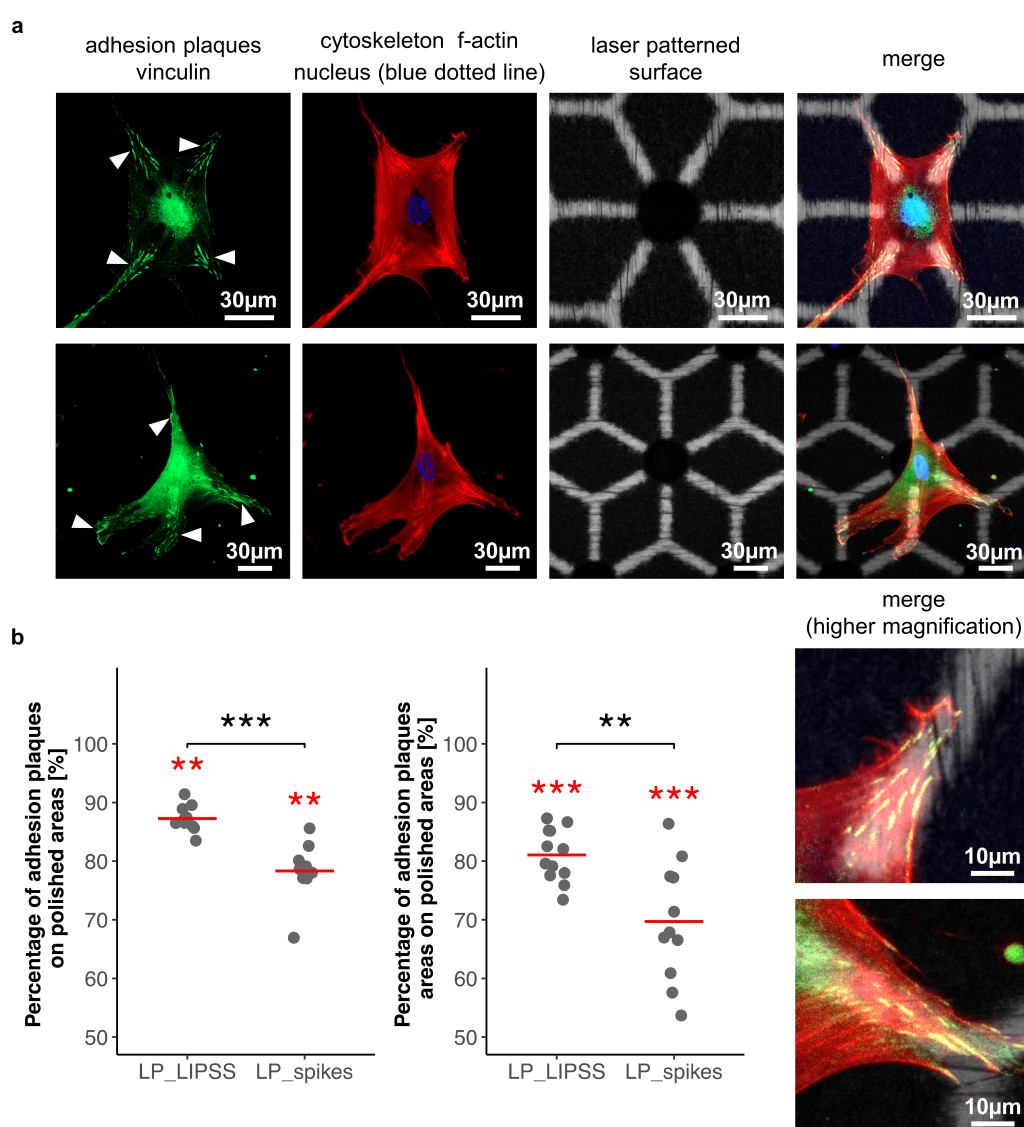 a
adhesion plaques
vinculin
cytoskeleton f-actin
nucleus (blue dotted line)
laser patterned
surface
merge
30µm
30µm
30µm
30µm
30µm
30µm
30µm
30µm
merge
(higher magnification)
10µm
10µm
b
Percentage of adhesion plaques
on polished areas [%]
100
90
80
70
60
50
***
**
**
LP_LIPSS
LP_spikes
Percentage of adhesion plaques
areas on polished areas [%]
100
90
80
70
60
50
**
***
***
LP_LIPSS
LP_spikes